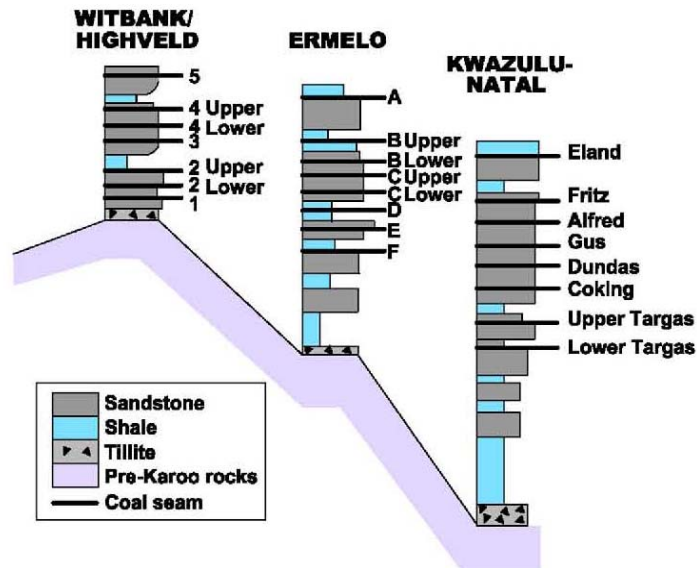 WITBANK/
HIGHVELD
5
4 Upper
4 Lower
3
2 Upper
2 Lower
1
ERMELO
A
B Upper
B Lower
C Upper
C Lower
D
E
F
KWAZULU-
NATAL
Eland
Fritz
Alfred
Gus
Dundas
Coking
Upper Targas
Lower Targas
Sandstone
Shale
Tillite
Pre-Karoo rocks
Coal seam